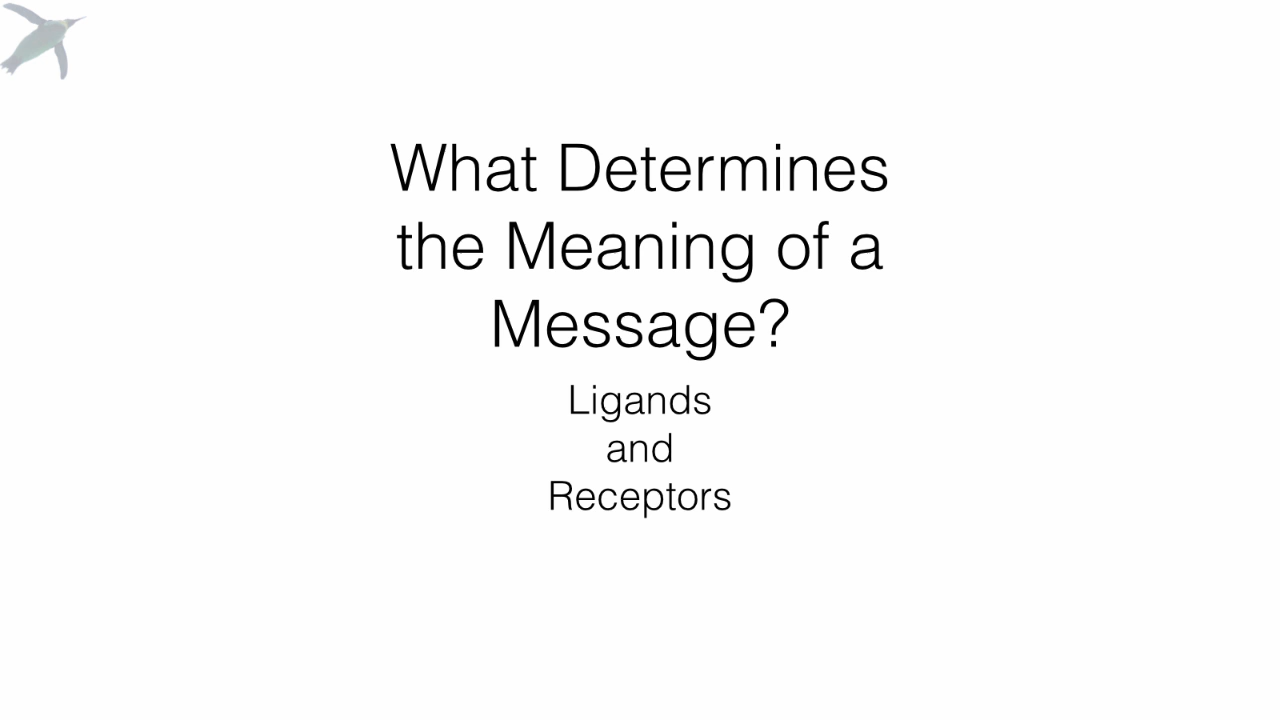 What Determines
the Meaning of a
Message?
Ligands
and
Receptors